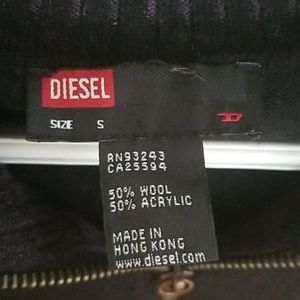 DIESEL
SIZE S
RN93243
CA25594
50% WOOL
50% ACRYLIC
MADE IN
HONG KONG
www.diesel.com